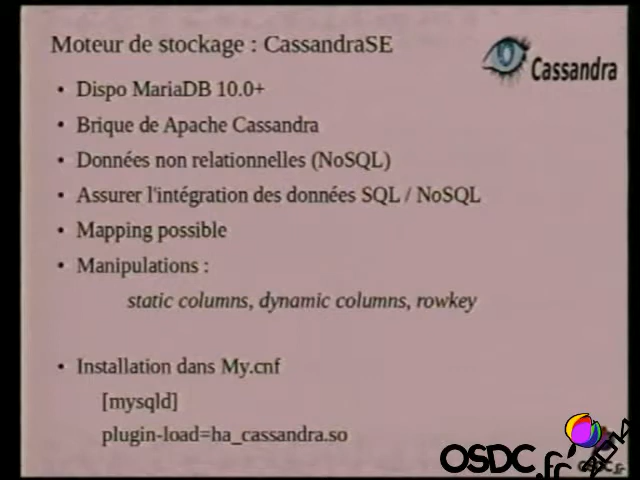 Moteur de stockage : CassandraSE
Cassandra
• Dispo MariaDB 10.0+
• Brique de Apache Cassandra
• Données non relationnelles (NoSQL)
• Assurer l'intégration des données SQL / NoSQL
• Mapping possible
• Manipulations :
static columns, dynamic columns, rowkey
• Installation dans My.cnf
[mysqld]
plugin-load=ha_cassandra.so
OSDC.fr